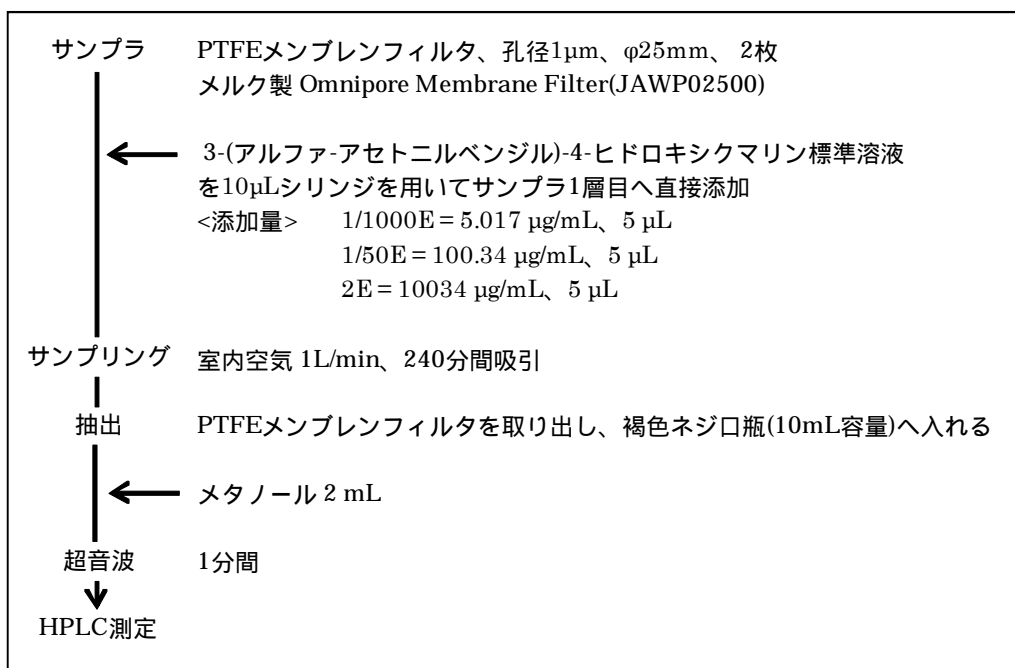 サンプラ PTFEメンブレンフィルタ、孔径1μm、φ25mm、 2枚
メルク製 Omnipore Membrane Filter(JAWP02500)
3-(アルファ-アセトニルベンジル)-4-ヒドロキシクマリン標準溶液
を10μLシリンジを用いてサンプラ1層目へ直接添加
<添加量> 1/1000E = 5.017 μg/mL、5 μL
1/50E = 100.34 μg/mL、5 μL
2E = 10034 μg/mL、5 μL
サンプリング 室内空気 1L/min、240分間吸引
抽出 PTFEメンブレンフィルタを取り出し、褐色ネジ口瓶(10mL容量)へ入れる
メタノール 2 mL
超音波 1分間
HPLC測定